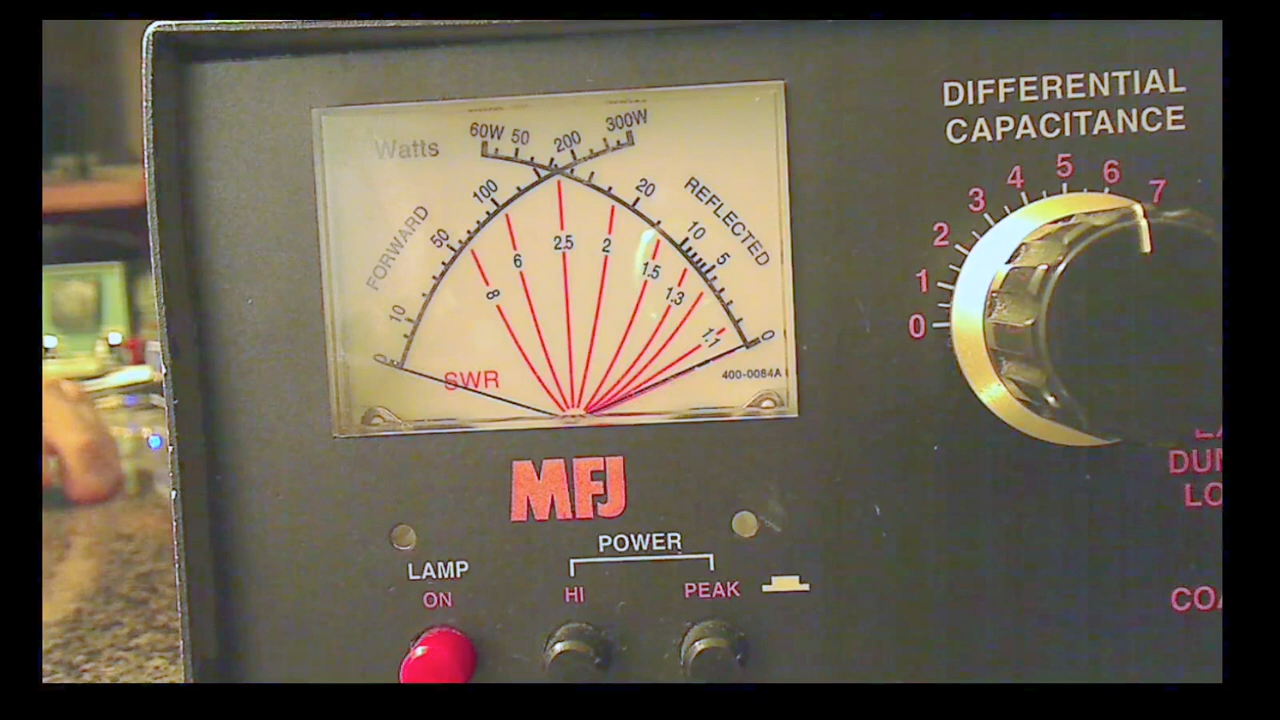 Watts
60W 50 200 300W
FORWARD
0 10 50 100
REFLECTED
20 10 5 0
8 6 2.5 2 1.5 1.3 1.1
SWR
400-0084A
MFJ
POWER
LAMP
ON
HI
PEAK
DIFFERENTIAL
CAPACITANCE
0 1 2 3 4 5 6 7